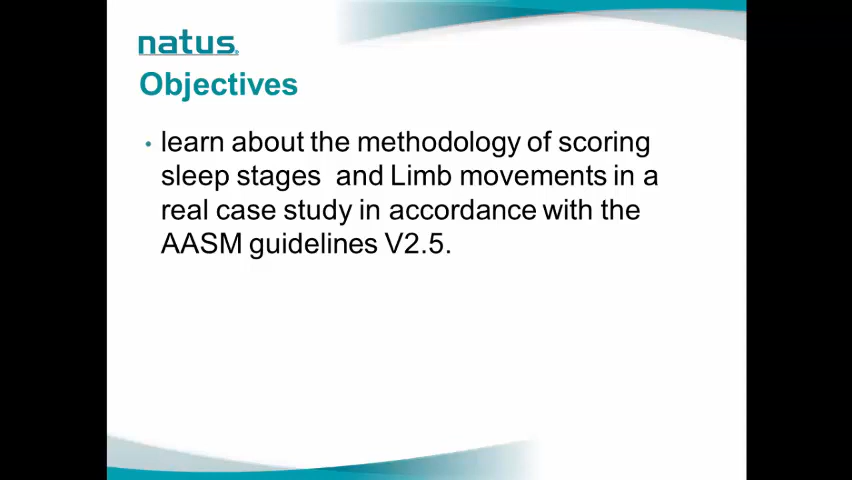 natus®
Objectives
• learn about the methodology of scoring
sleep stages  and Limb movements in a
real case study in accordance with the
AASM guidelines V2.5.